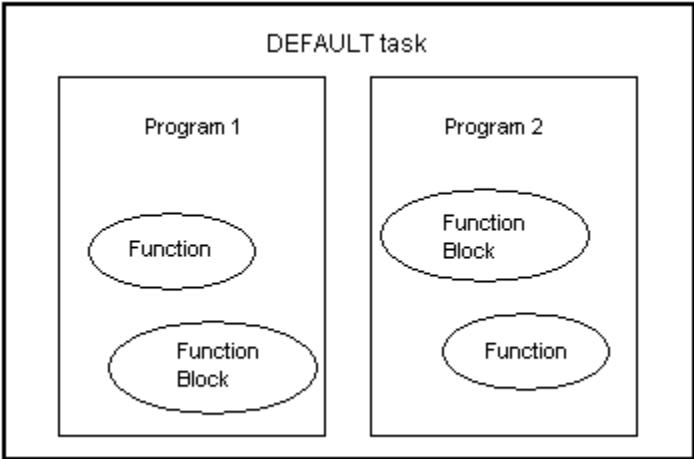 DEFAULT task
Program 1
Function
Function
Block
Program 2
Function
Block
Function